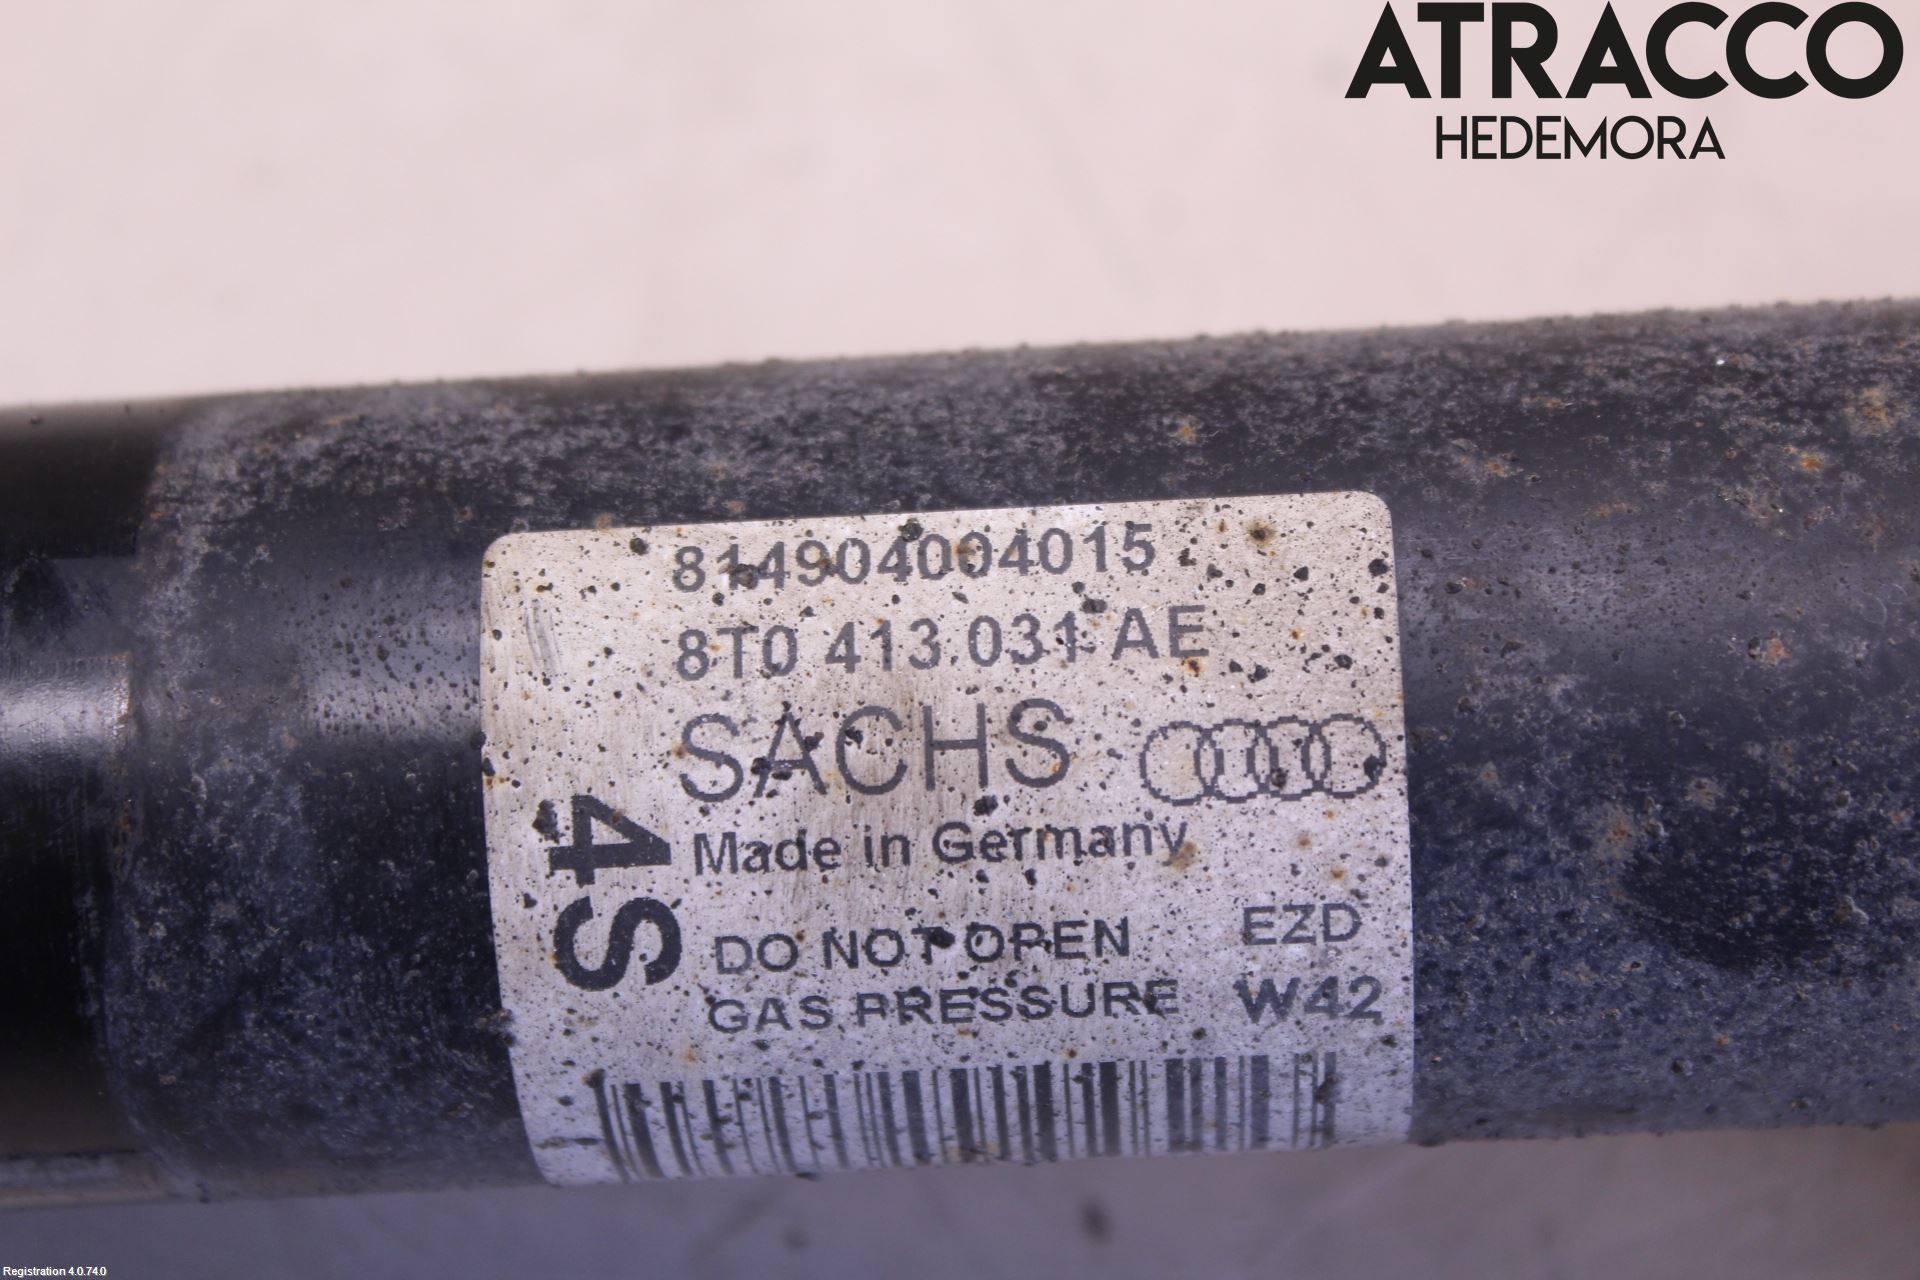 ATRACCO
HEDEMORA
814904004015
8T0 413 031 AE
SACHS
Made in Germany
4S
DO NOT OPEN EZD
GAS PRESSURE W42
Registration 4.0.74.0